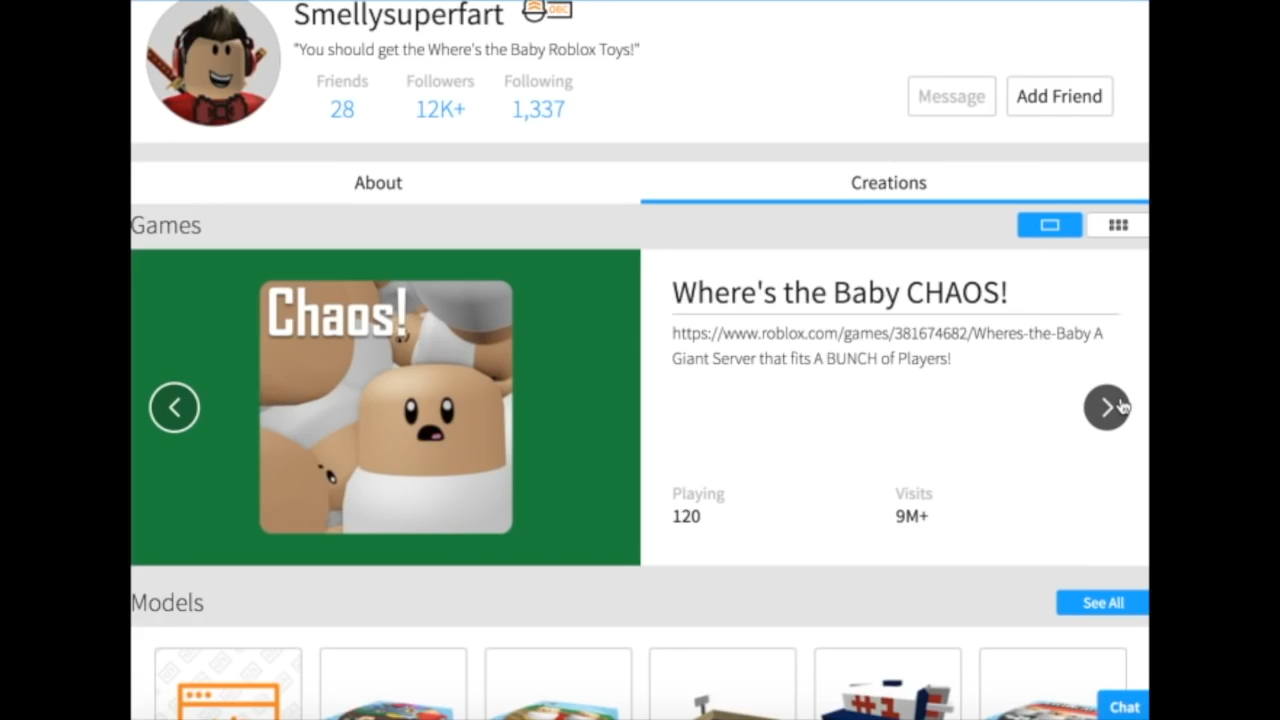 Smellysuperfart OBC
"You should get the Where's the Baby Roblox Toys!"
Friends Followers Following
28 12K+ 1,337
Message Add Friend
About Creations
Games
Chaos!
Where's the Baby CHAOS!
https://www.roblox.com/games/381674682/Wheres-the-Baby A
Giant Server that fits A BUNCH of Players!
Playing Visits
120 9M+
Models See All
#1
Chat